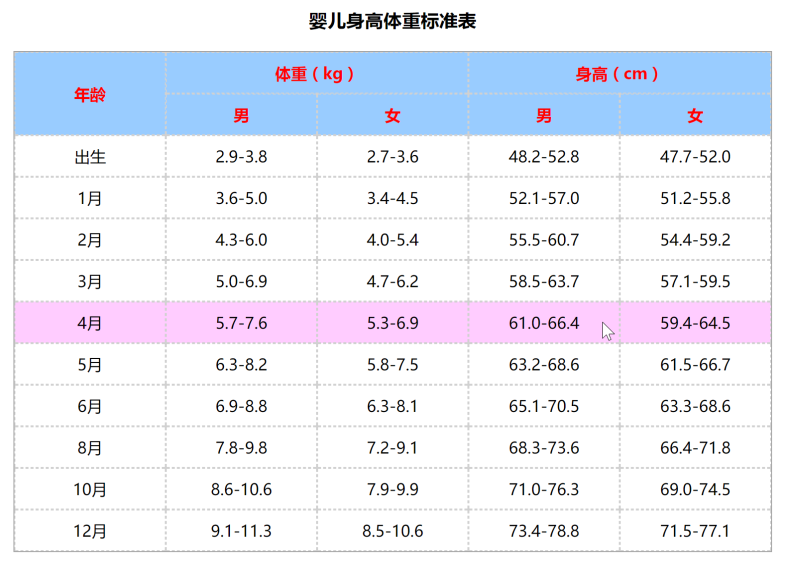 婴儿身高体重标准表
年龄 体重（kg） 身高（cm）
男 女 男 女
出生 2.9-3.8 2.7-3.6 48.2-52.8 47.7-52.0
1月 3.6-5.0 3.4-4.5 52.1-57.0 51.2-55.8
2月 4.3-6.0 4.0-5.4 55.5-60.7 54.4-59.2
3月 5.0-6.9 4.7-6.2 58.5-63.7 57.1-59.5
4月 5.7-7.6 5.3-6.9 61.0-66.4 59.4-64.5
5月 6.3-8.2 5.8-7.5 63.2-68.6 61.5-66.7
6月 6.9-8.8 6.3-8.1 65.1-70.5 63.3-68.6
8月 7.8-9.8 7.2-9.1 68.3-73.6 66.4-71.8
10月 8.6-10.6 7.9-9.9 71.0-76.3 69.0-74.5
12月 9.1-11.3 8.5-10.6 73.4-78.8 71.5-77.1